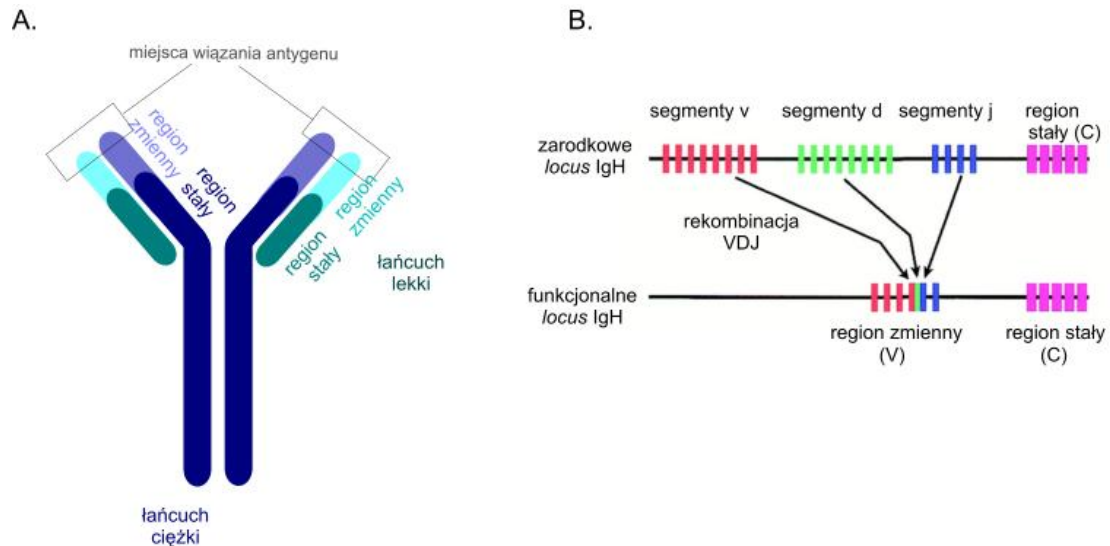 A.
miejsca wiązania antygenu
region
zmienny
region
stały
region
zmienny
region
stały
łańcuch
lekki
łańcuch
ciężki
B.
segmenty v
segmenty d
segmenty j
region
stały (C)
zarodkowe
locus IgH
rekombinacja
VDJ
funkcjonalne
locus IgH
region zmienny
(V)
region stały
(C)